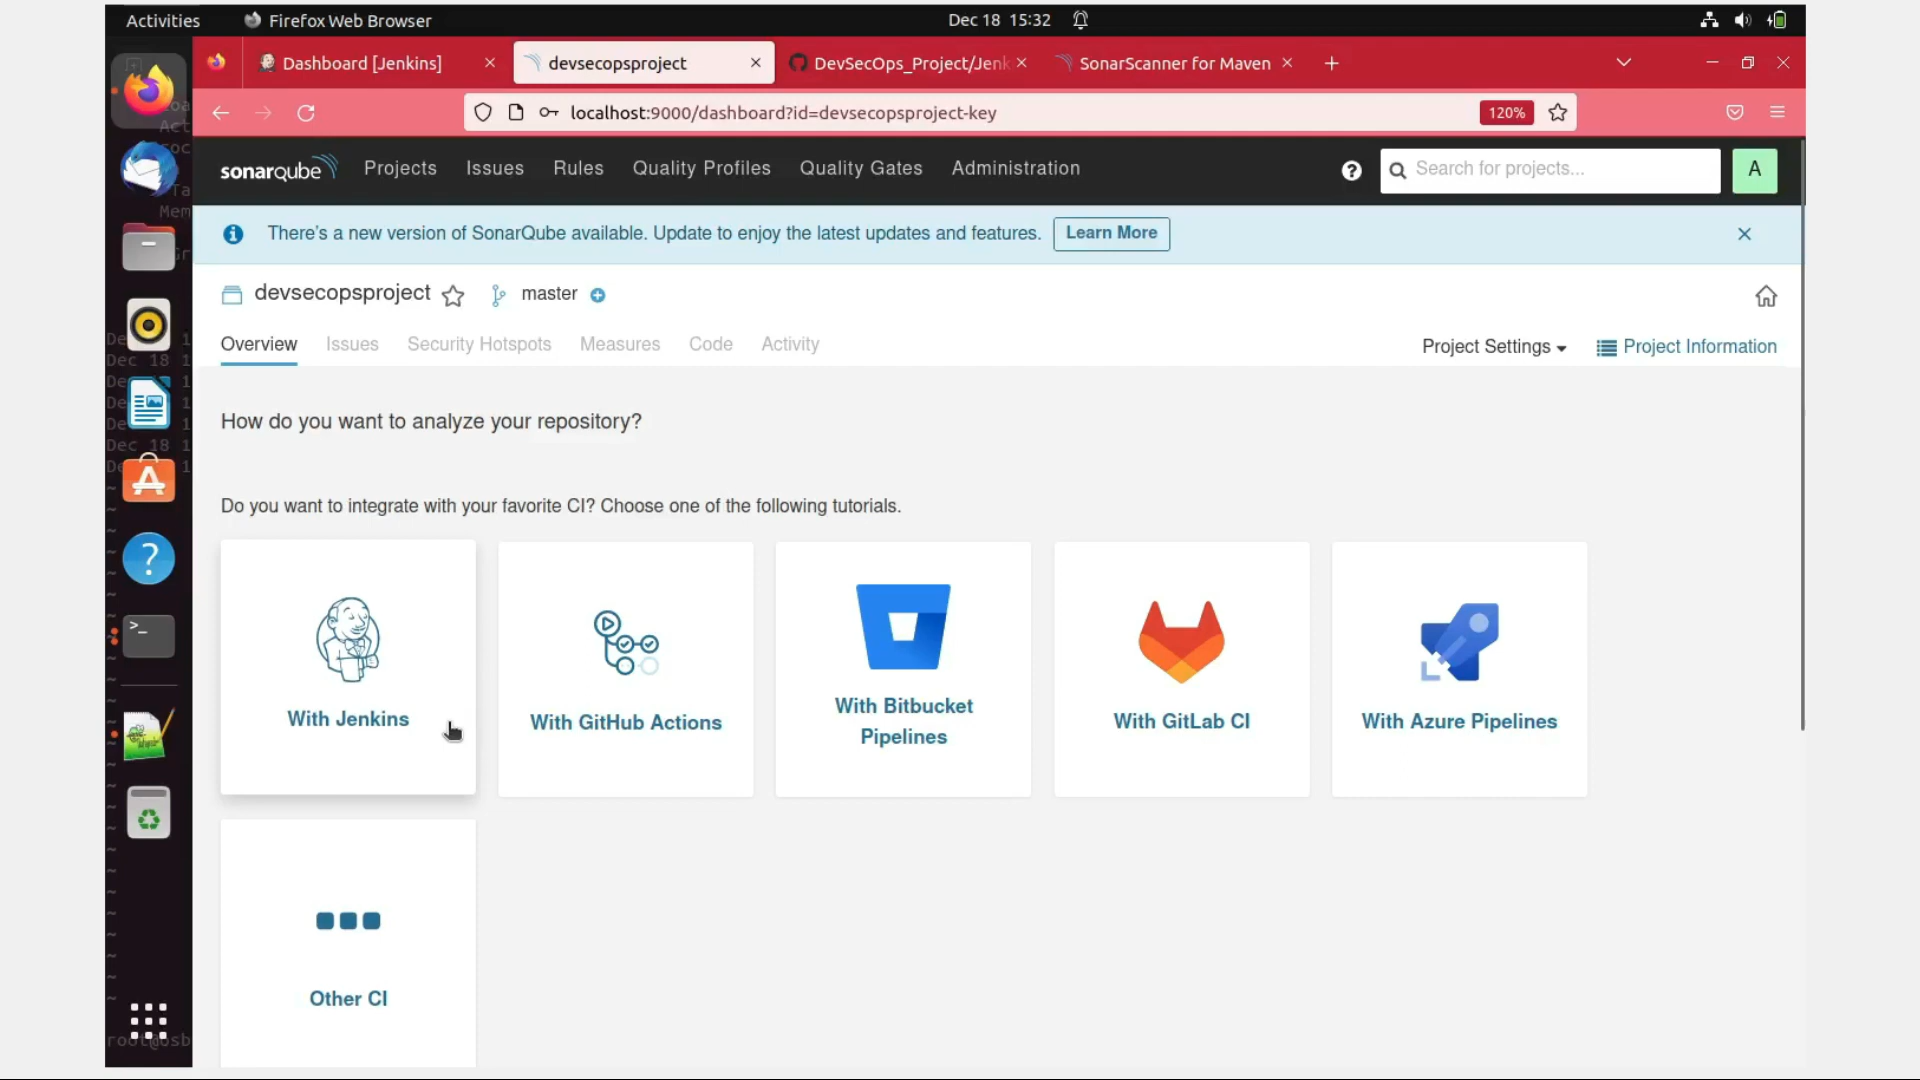 Activities
Firefox Web Browser
Dec 18 15:32
Dashboard [Jenkins]
devsecopsproject
DevSecOps_Project/Jenk
SonarScanner for Maven
localhost:9000/dashboard?id=devsecopsproject-key
120%
sonarqube
Projects
Issues
Rules
Quality Profiles
Quality Gates
Administration
Search for projects...
A
There's a new version of SonarQube available. Update to enjoy the latest updates and features.
Learn More
devsecopsproject
master
Overview
Issues
Security Hotspots
Measures
Code
Activity
Project Settings
Project Information
How do you want to analyze your repository?
Do you want to integrate with your favorite CI? Choose one of the following tutorials.
With Jenkins
With GitHub Actions
With Bitbucket
Pipelines
With GitLab CI
With Azure Pipelines
Other CI